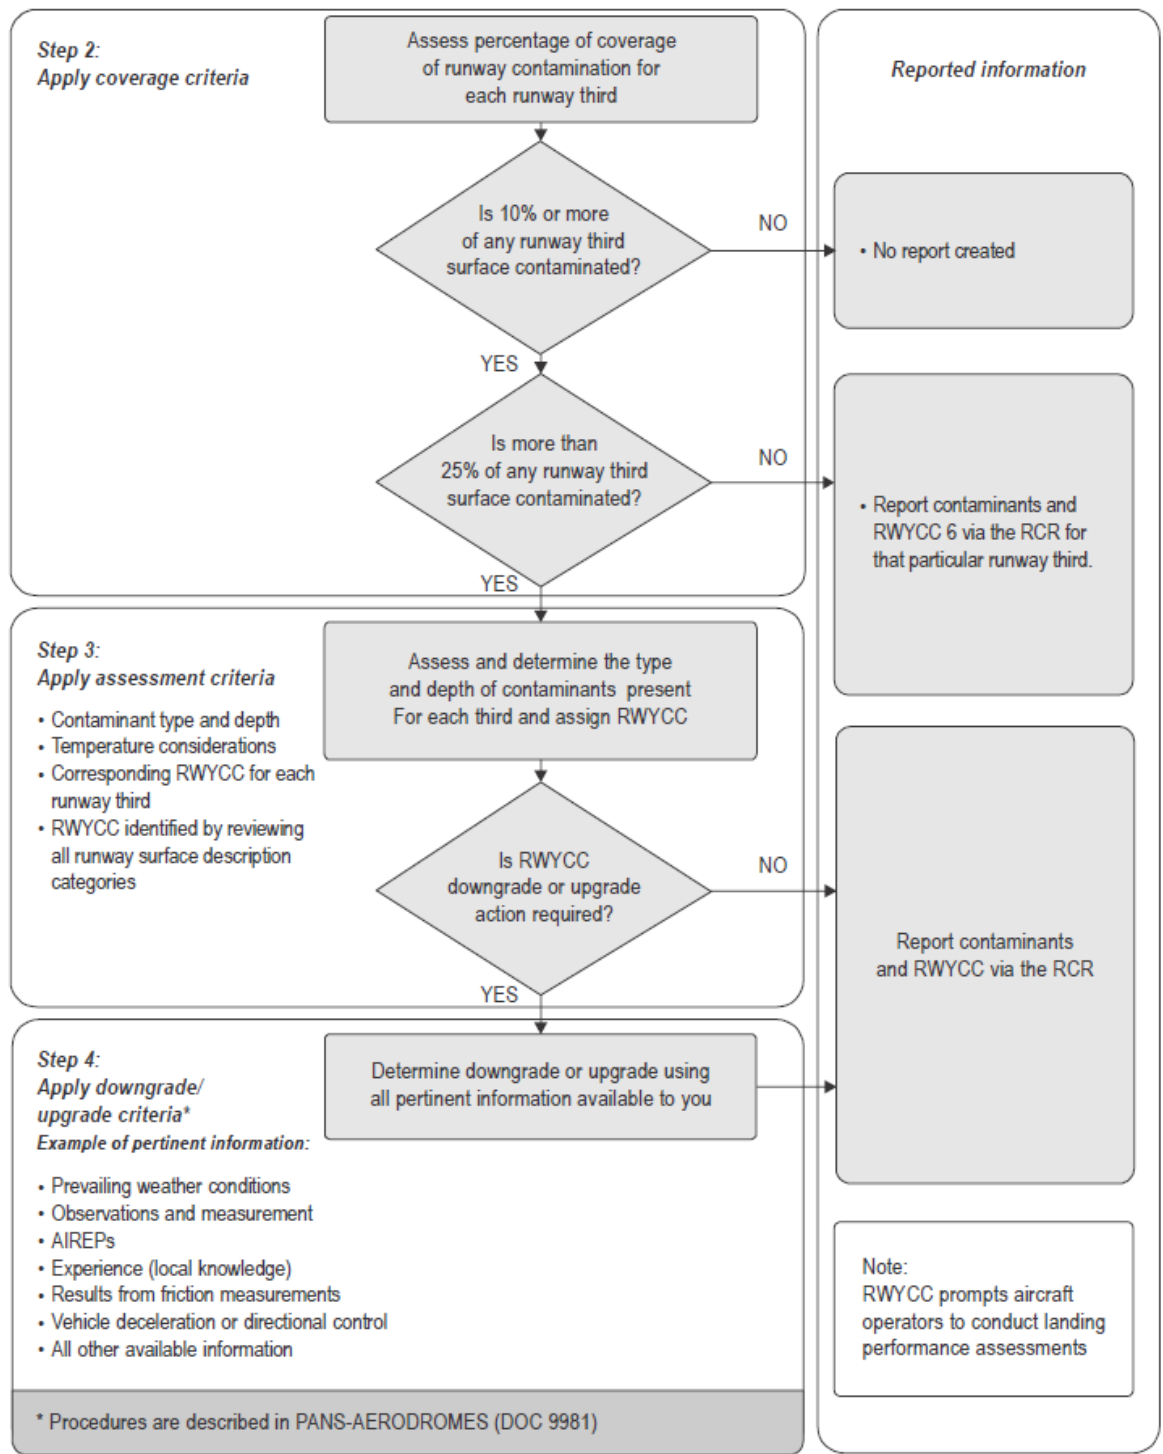 Step 2:
Apply coverage criteria
Assess percentage of coverage
of runway contamination for
each runway third
Reported information
Is 10% or more
of any runway third
surface contaminated?
NO
• No report created
YES
Is more than
25% of any runway third
surface contaminated?
NO
• Report contaminants and
RWYCC 6 via the RCR for
that particular runway third.
YES
Step 3:
Apply assessment criteria
• Contaminant type and depth
• Temperature considerations
• Corresponding RWYCC for each
runway third
• RWYCC identified by reviewing
all runway surface description
categories
Assess and determine the type
and depth of contaminants present
For each third and assign RWYCC
Is RWYCC
downgrade or upgrade
action required?
NO
Report contaminants
and RWYCC via the RCR
YES
Step 4:
Apply downgrade/
upgrade criteria*
Example of pertinent information:
• Prevailing weather conditions
• Observations and measurement
• AIREPs
• Experience (local knowledge)
• Results from friction measurements
• Vehicle deceleration or directional control
• All other available information
Determine downgrade or upgrade using
all pertinent information available to you
Note:
RWYCC prompts aircraft
operators to conduct landing
performance assessments
* Procedures are described in PANS-AERODROMES (DOC 9981)